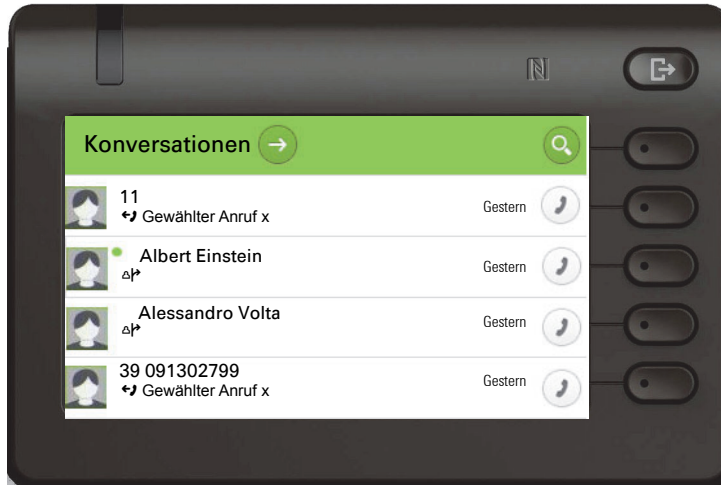 Konversationen
11
Gewählter Anruf x
Gestern
Albert Einstein
Gestern
Alessandro Volta
Gestern
39 091302799
Gewählter Anruf x
Gestern